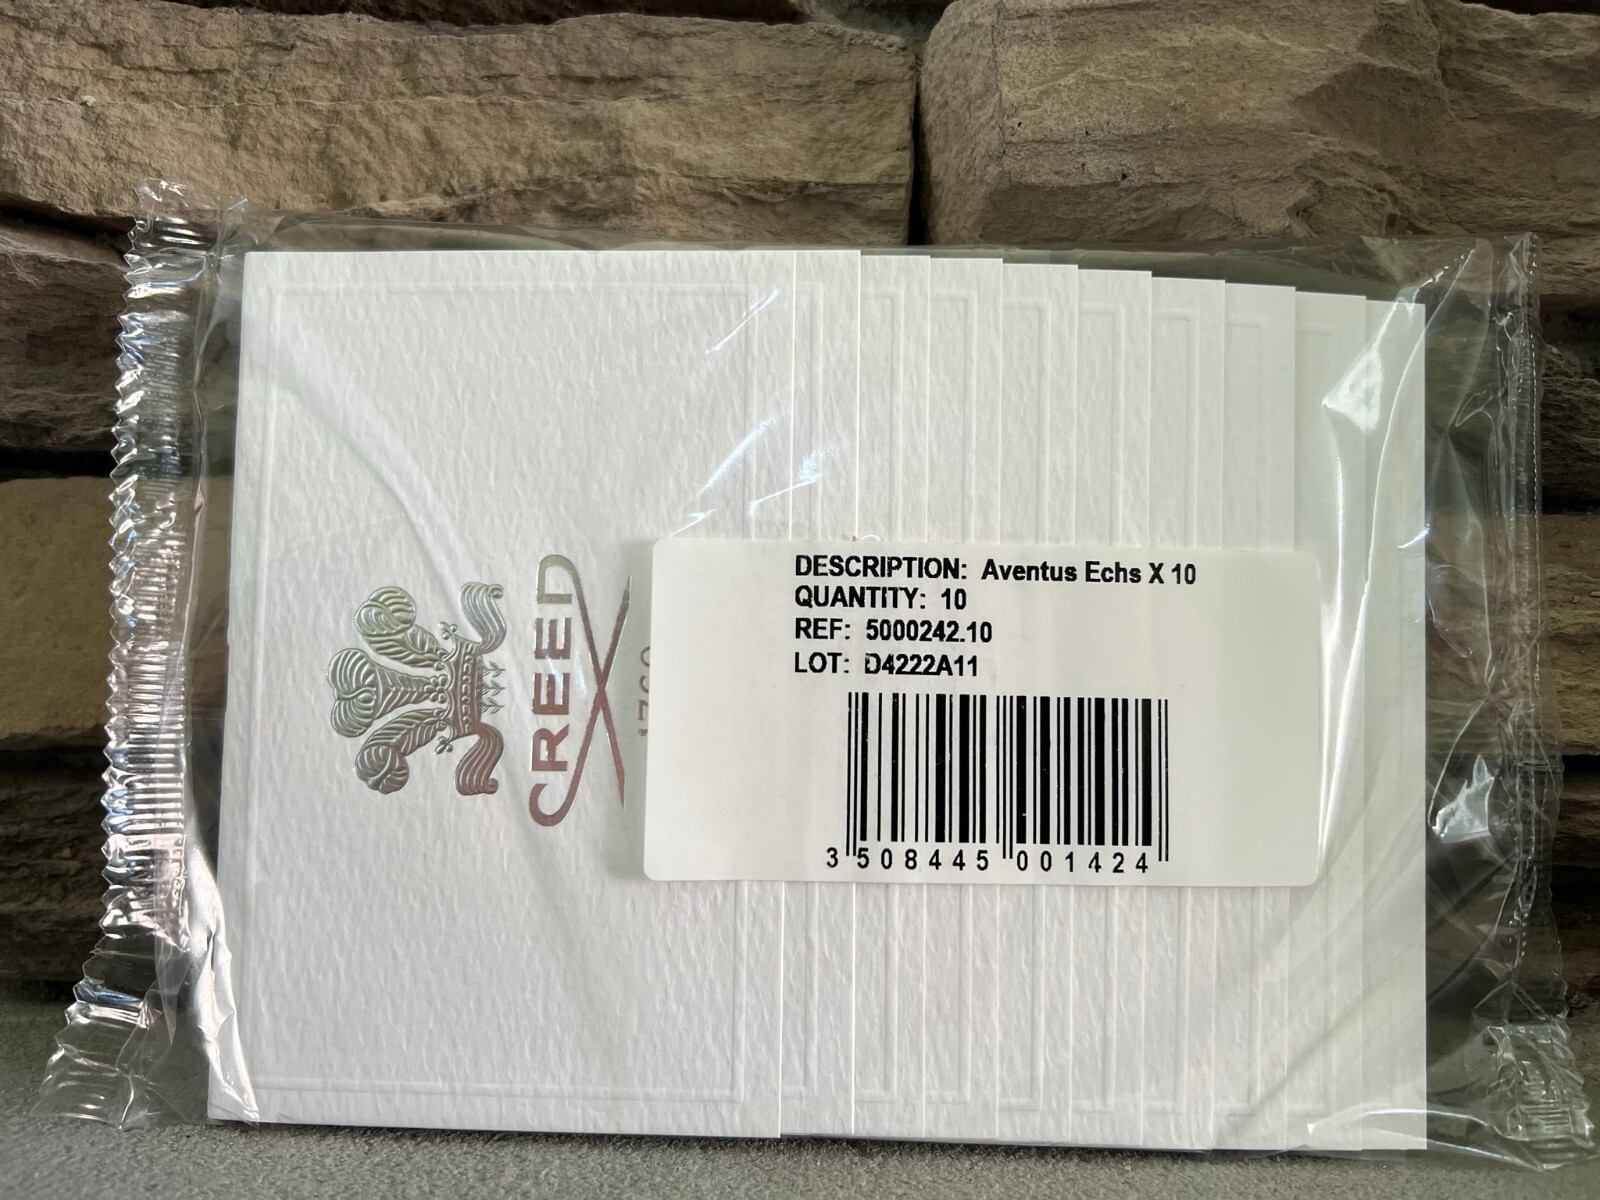 CREED
DESCRIPTION: Aventus Echs X 10
QUANTITY: 10
REF: 5000242.10
LOT: D4222A11
3 508445 001424